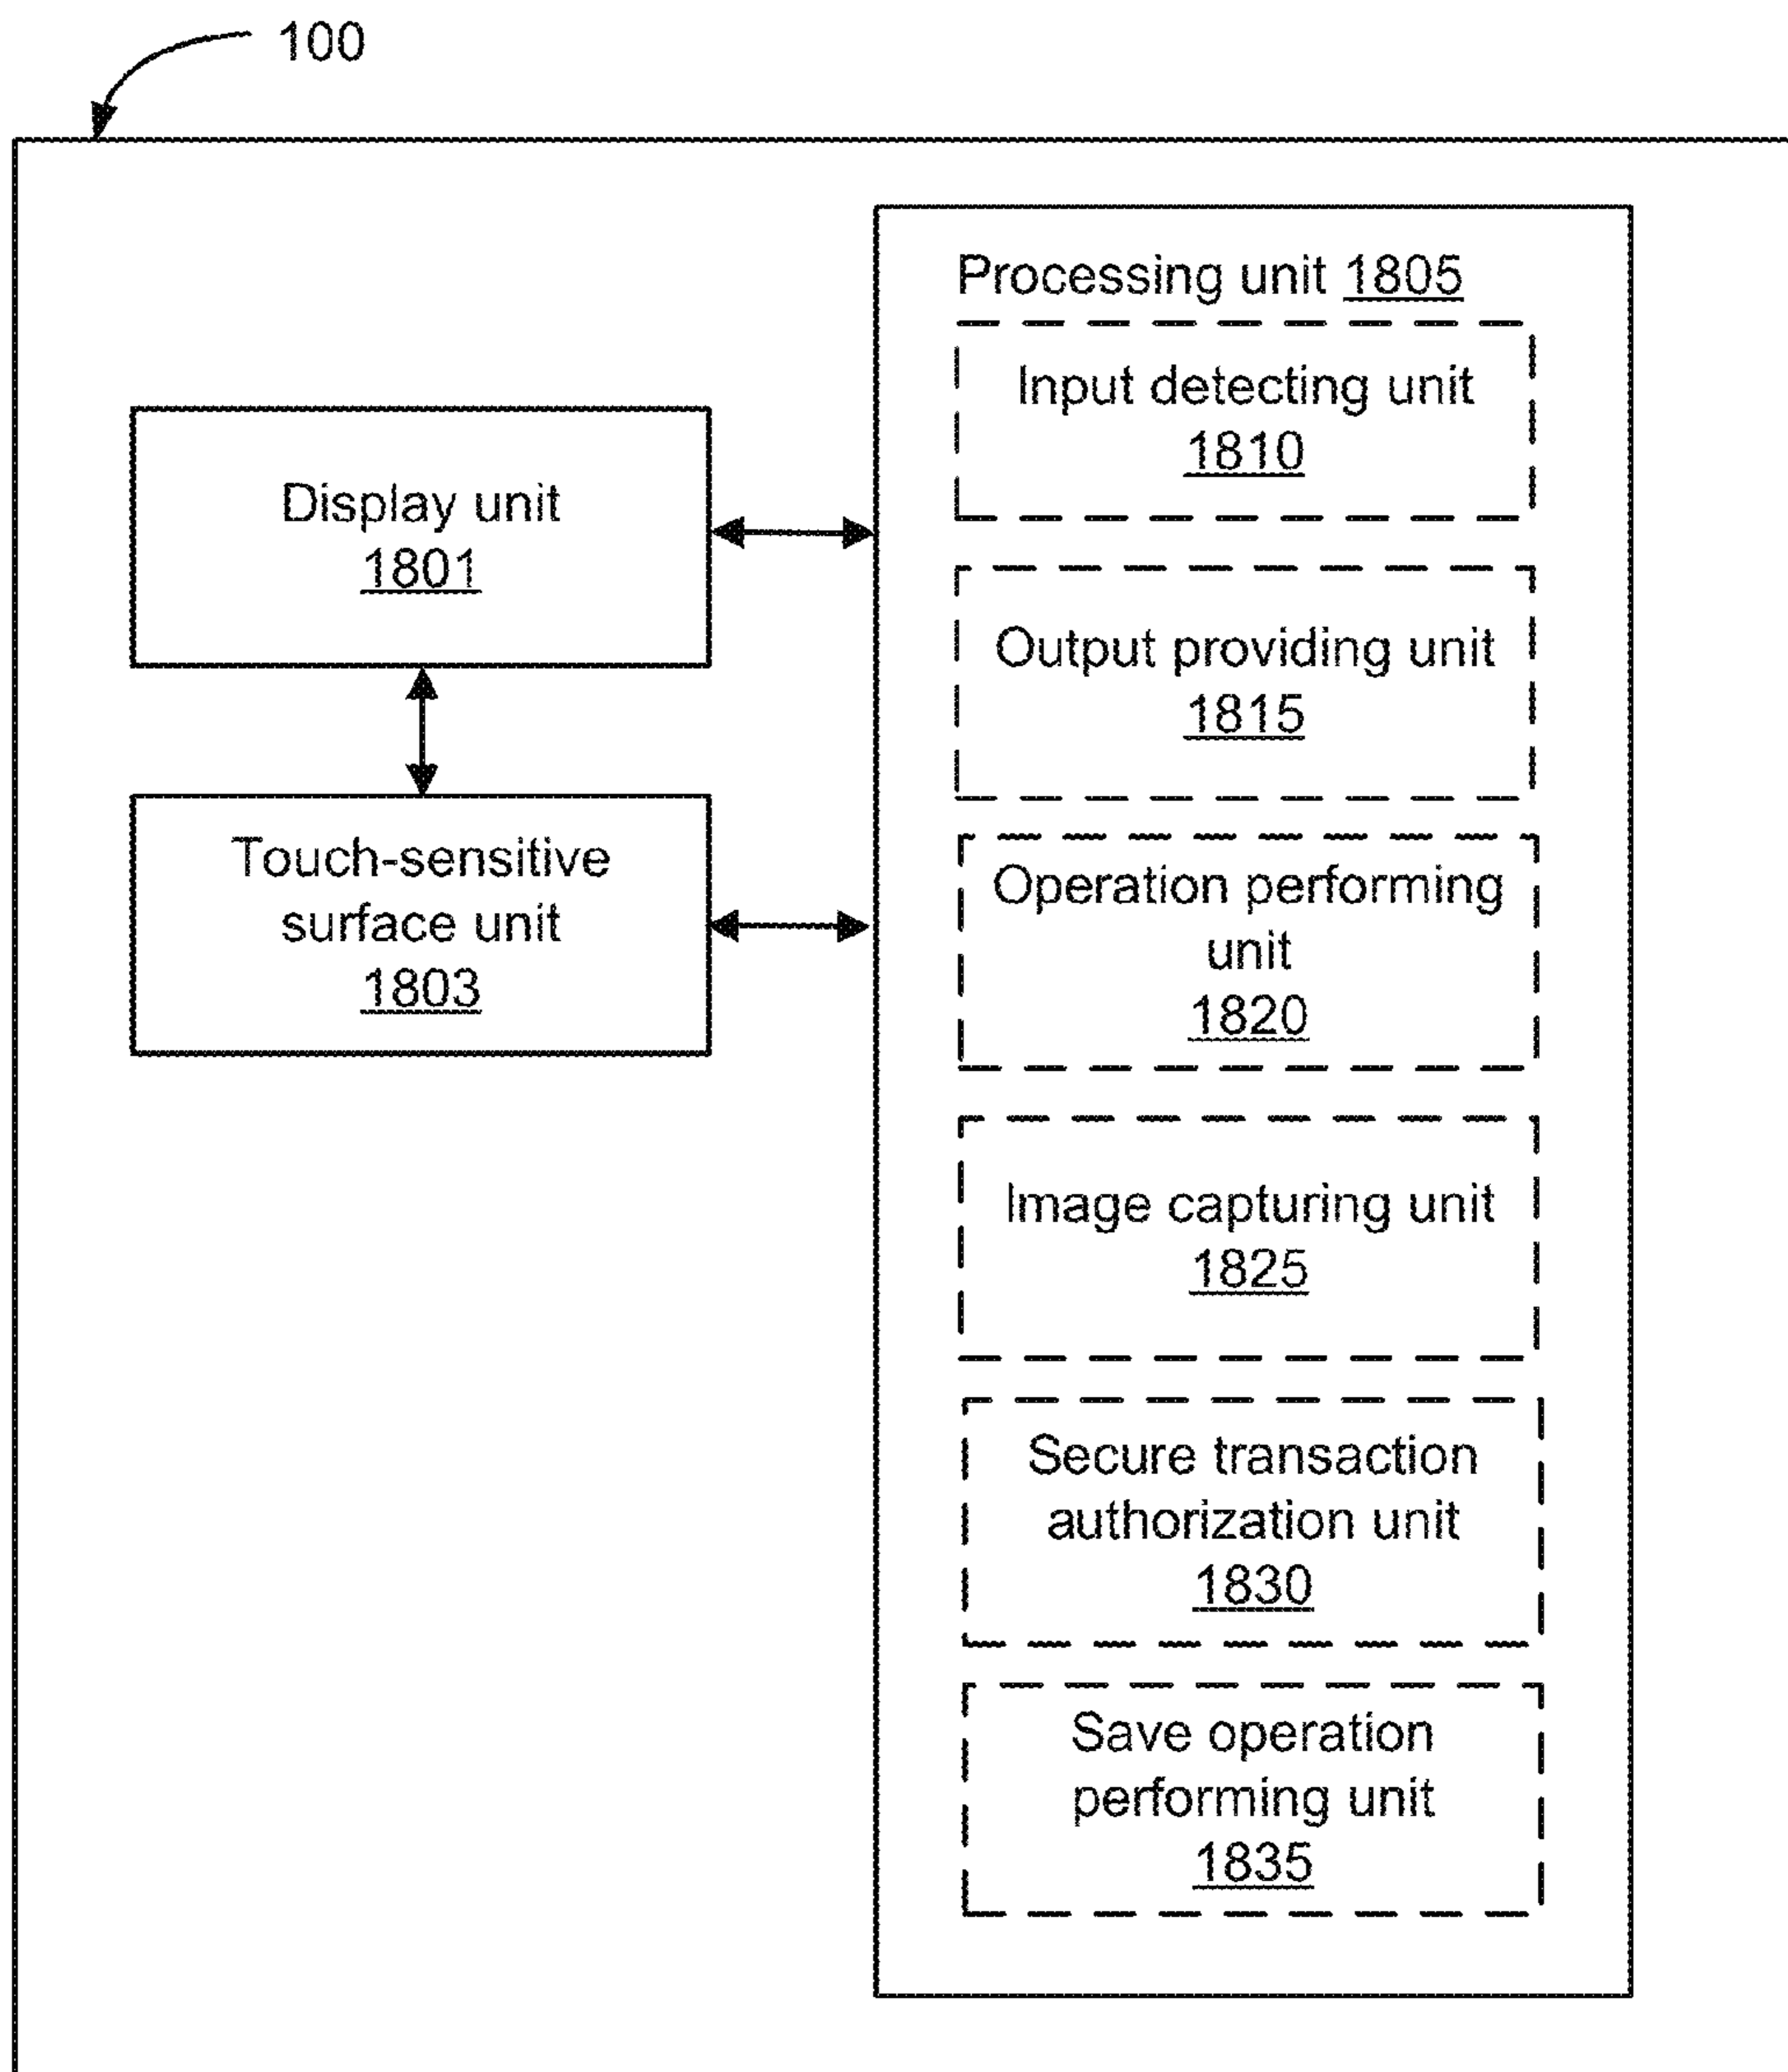 100
Processing unit 1805
Input detecting unit
1810
Display unit
1801
Output providing unit
1815
Touch-sensitive
surface unit
1803
Operation performing
unit
1820
Image capturing unit
1825
Secure transaction
authorization unit
1830
Save operation
performing unit
1835